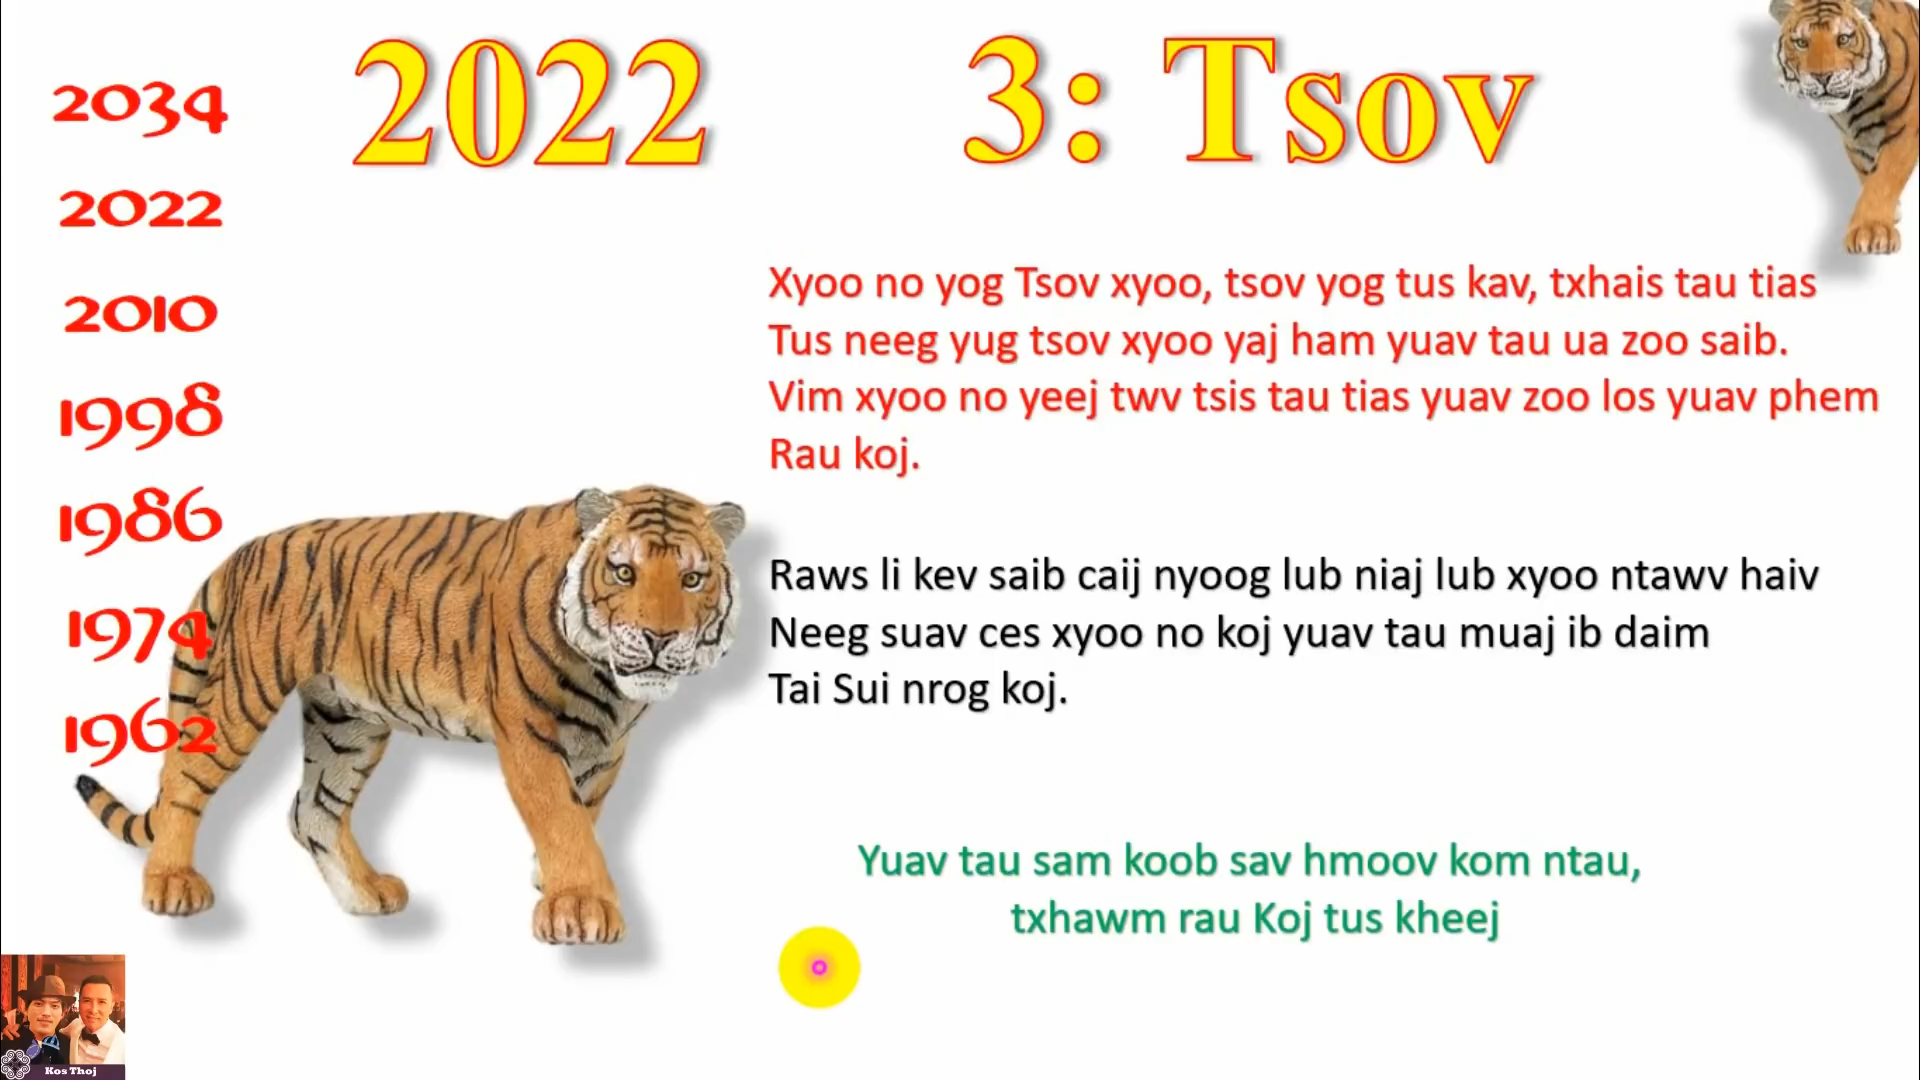 2022
3: Tsov
2034
2022
2010
1998
1986
1974
1962
Xyoo no yog Tsov xyoo, tsov yog tus kav, txhais tau tias
Tus neeg yug tsov xyoo yaj ham yuav tau ua zoo saib.
Vim xyoo no yeej twv tsis tau tias yuav zoo los yuav phem
Rau koj.
Raws li kev saib caij nyoog lub niaj lub xyoo ntawv haiv
Neeg suav ces xyoo no koj yuav tau muaj ib daim
Tai Sui nrog koj.
Yuav tau sam koob sav hmoov kom ntau,
txhawm rau Koj tus kheej
Kos Thoj